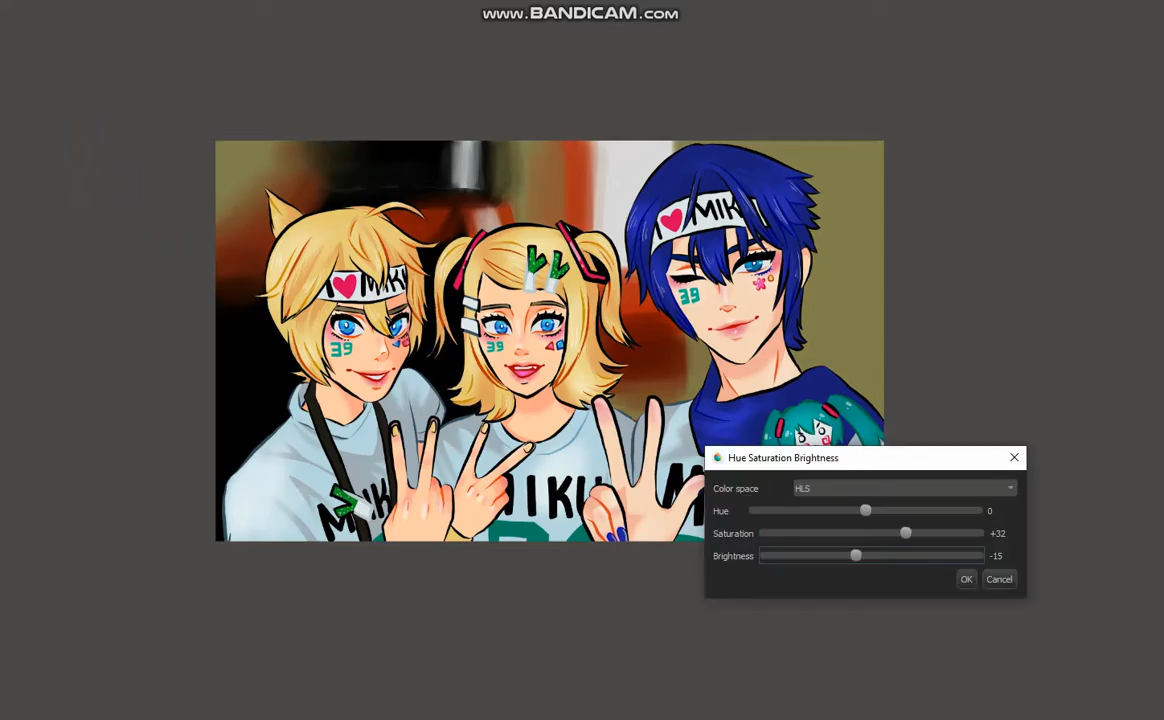 www.BANDICAM.com
I ❤ MIK
I ❤ MIKU
39
39
39
MIKU
MIKU
M
Hue Saturation Brightness
Color space HLS
Hue 0
Saturation +32
Brightness -15
OK Cancel